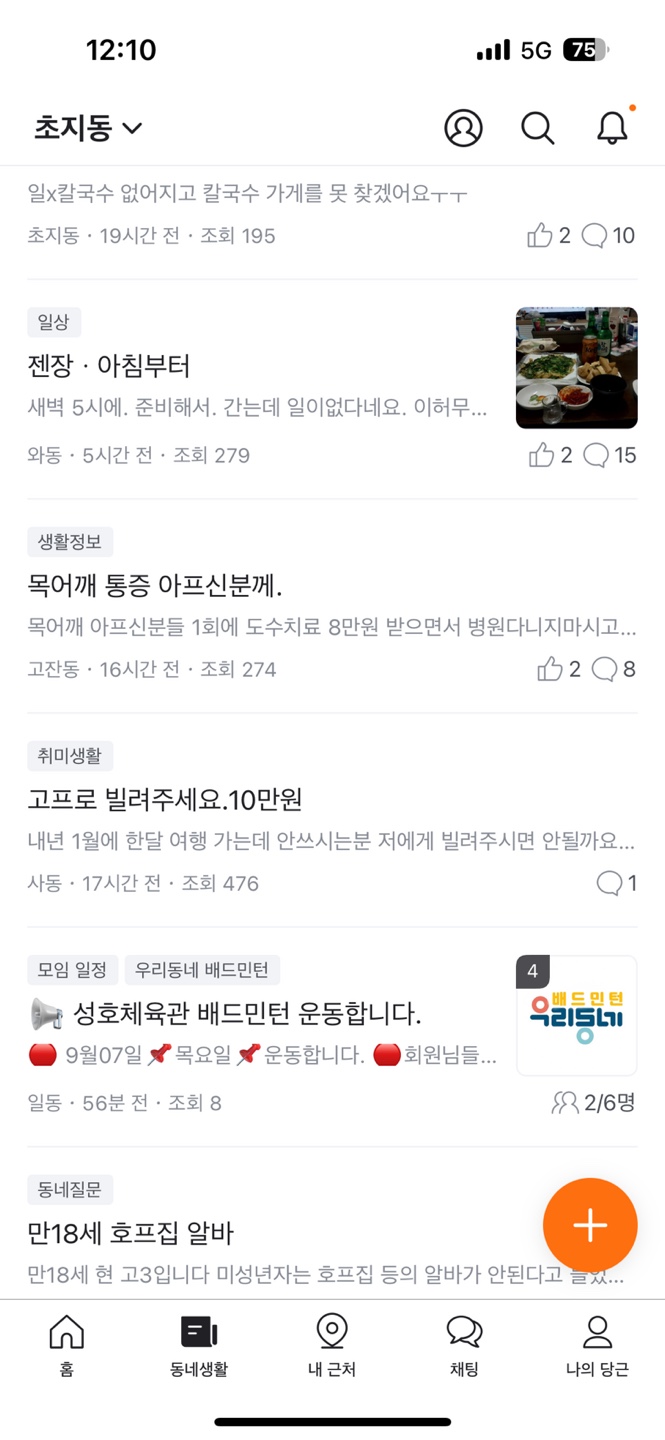 12:10
5G 75
초지동
일x칼국수 없어지고 칼국수 가게를 못 찾겠어요ㅜㅜ
초지동 · 19시간 전 · 조회 195
2 10
일상
젠장 · 아침부터
새벽 5시에. 준비해서. 간는데 일이없다네요. 이허무...
와동 · 5시간 전 · 조회 279
2 15
생활정보
목어깨 통증 아프신분께.
목어깨 아프신분들 1회에 도수치료 8만원 받으면서 병원다니지마시고...
고잔동 · 16시간 전 · 조회 274
2 8
취미생활
고프로 빌려주세요.10만원
내년 1월에 한달 여행 가는데 안쓰시는분 저에게 빌려주시면 안될까요...
사동 · 17시간 전 · 조회 476
1
모임 일정 우리동네 배드민턴
4
배드민턴
우리동네
성호체육관 배드민턴 운동합니다.
🔴 9월07일📌목요일📌운동합니다. 🔴회원님들...
일동 · 56분 전 · 조회 8
2/6명
동네질문
만18세 호프집 알바
만18세 현 고3입니다 미성년자는 호프집 등의 알바가 안된다고 들었...
홈
동네생활
내 근처
채팅
나의 당근